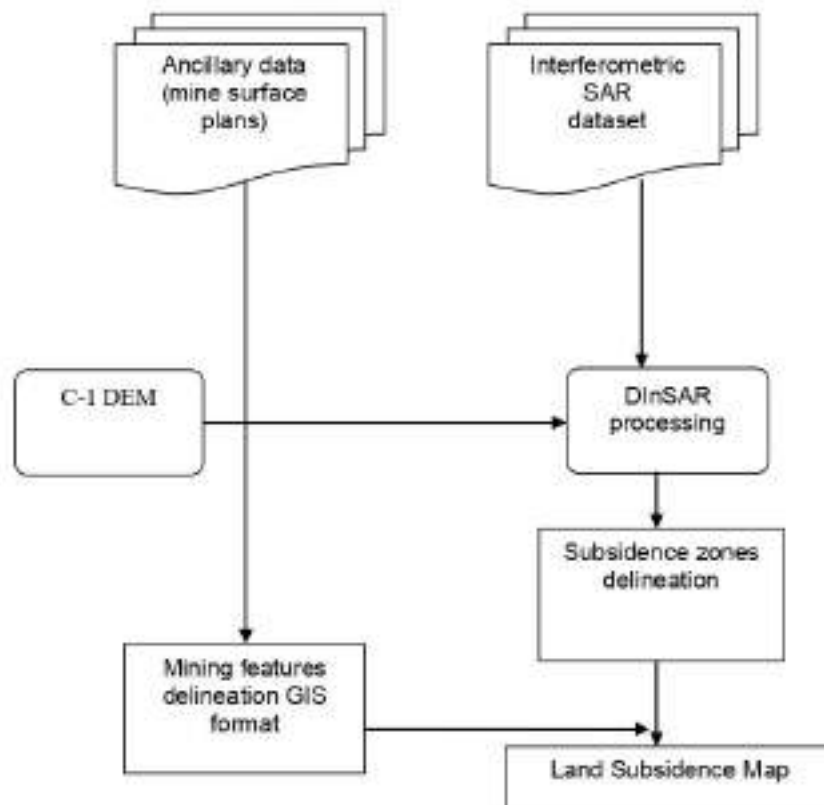 Ancillary data
(mine surface
plans)
Interferometric
SAR
dataset
C-1 DEM
DInSAR
processing
Subsidence zones
delineation
Mining features
delineation GIS
format
Land Subsidence Map